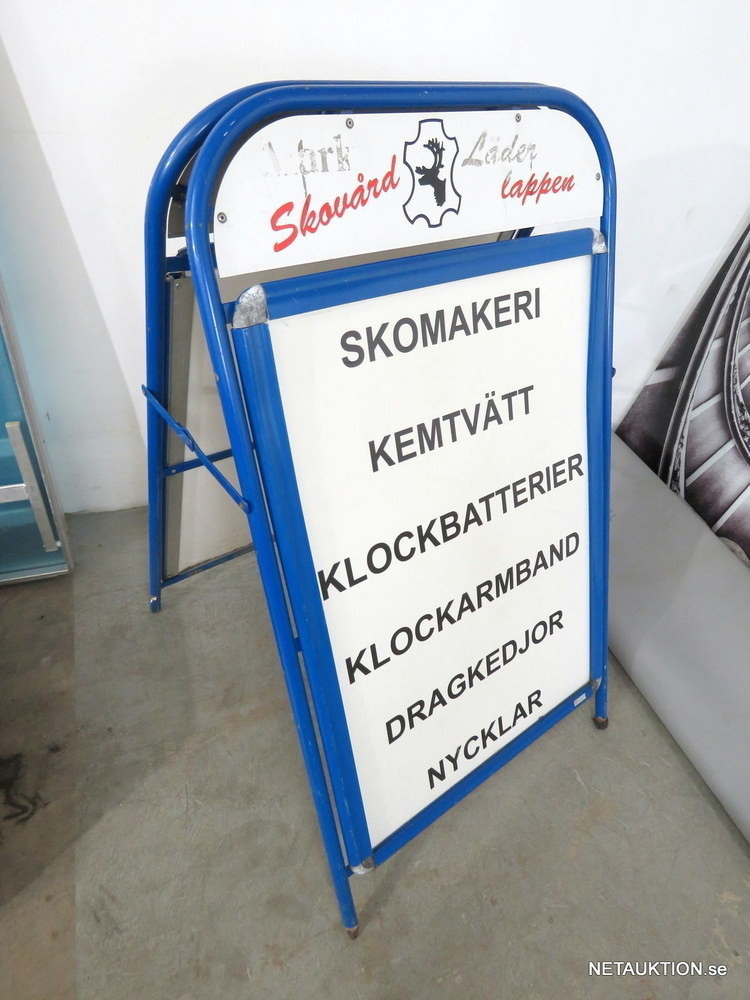 Skovård
Läder
lappen
SKOMAKERI
KEMTVÄTT
KLOCKBATTERIER
KLOCKARMBAND
DRAGKEDJOR
NYCKLAR
NETAUKTION.se